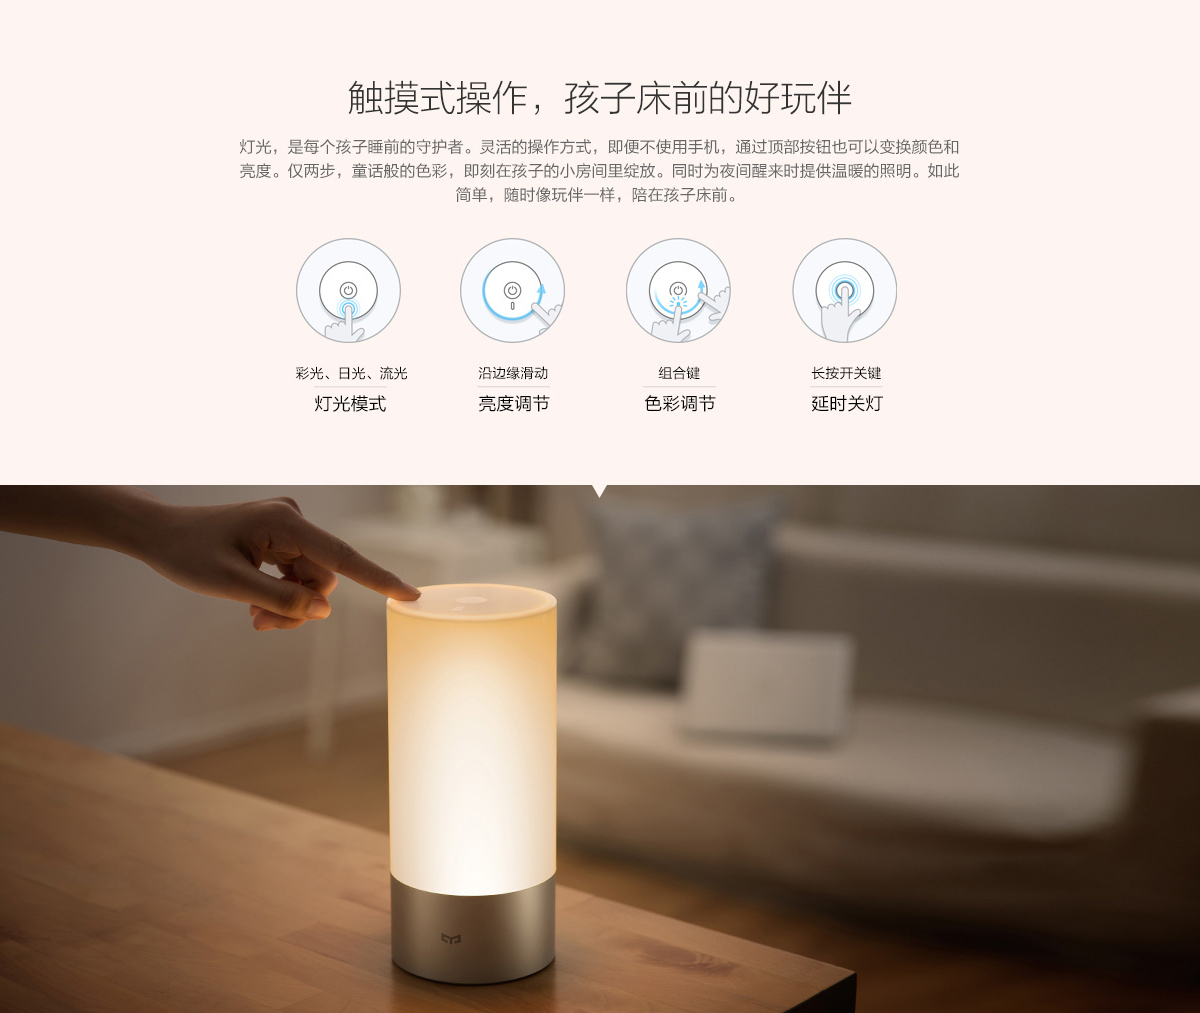 触摸式操作，孩子床前的好玩伴
灯光，是每个孩子睡前的守护者。灵活的操作方式，即便不使用手机，通过顶部按钮也可以变换颜色和
亮度。仅两步，童话般的色彩，即刻在孩子的小房间里绽放。同时为夜间醒来时提供温暖的照明。如此
简单，随时像玩伴一样，陪在孩子床前。
彩光、日光、流光
灯光模式
沿边缘滑动
亮度调节
组合键
色彩调节
长按开关键
延时关灯